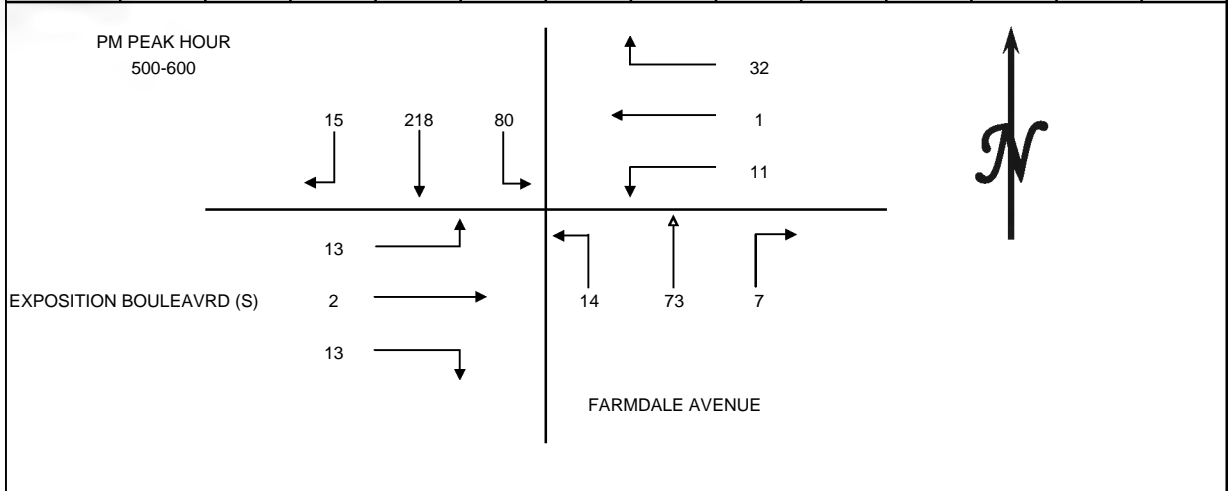 PM PEAK HOUR
500-600
32
15 218 80 1
11
13
EXPOSITION BOULEAVRD (S) 2 14 73 7
13
FARMDALE AVENUE
N